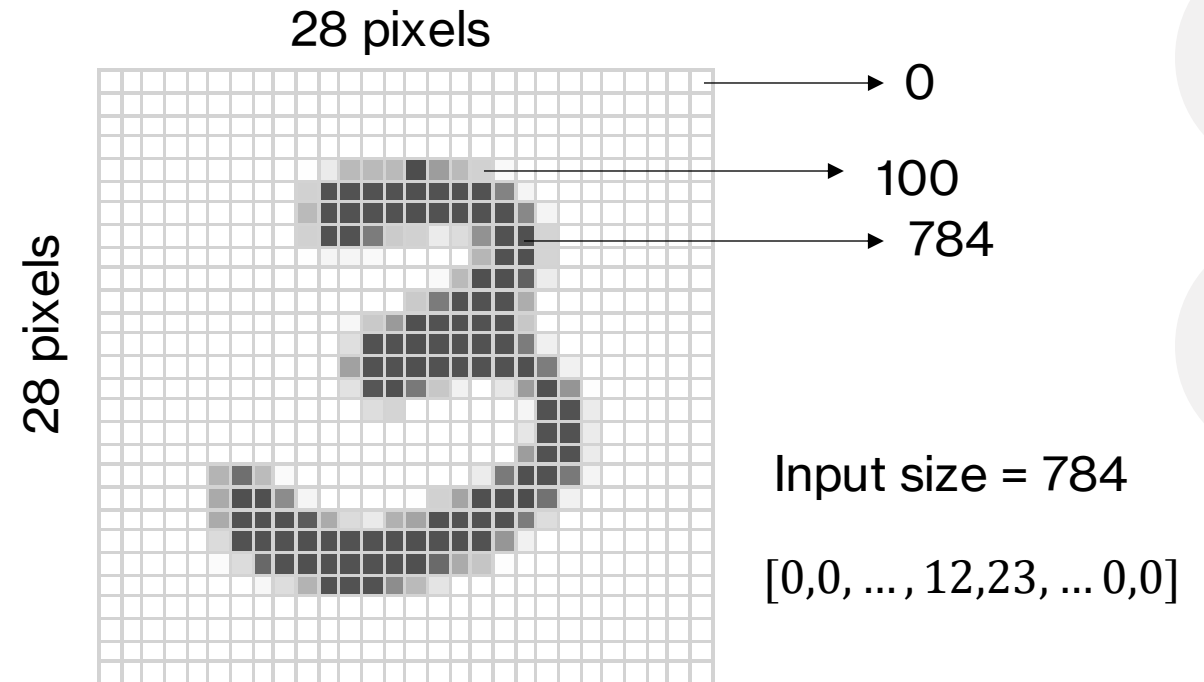 28 pixels
0
100
784
28 pixels
Input size = 784
[0,0, … , 12,23, … 0,0]